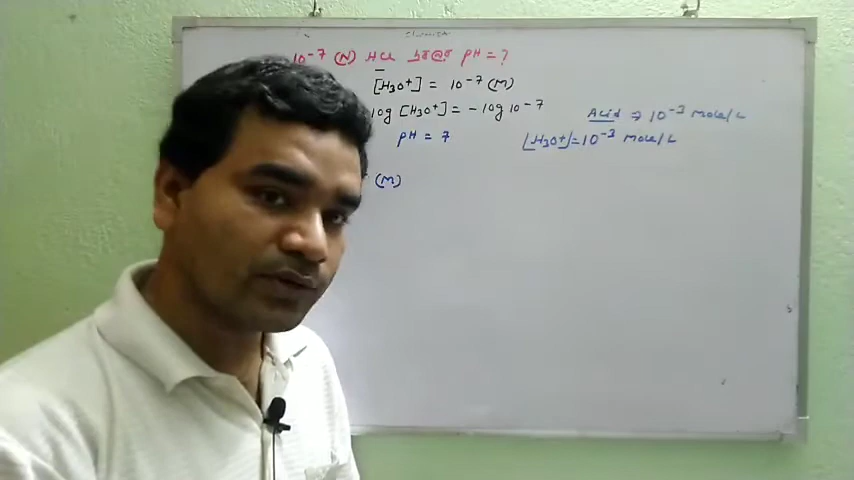 10-7 (N) HCl দ্রবণের pH = ?
[H3O+] = 10-7 (M)
log [H3O+] = - log 10-7
pH = 7
(M)
Acid ⇒ 10-3 mole/L
[H3O+] = 10-3 mole/L